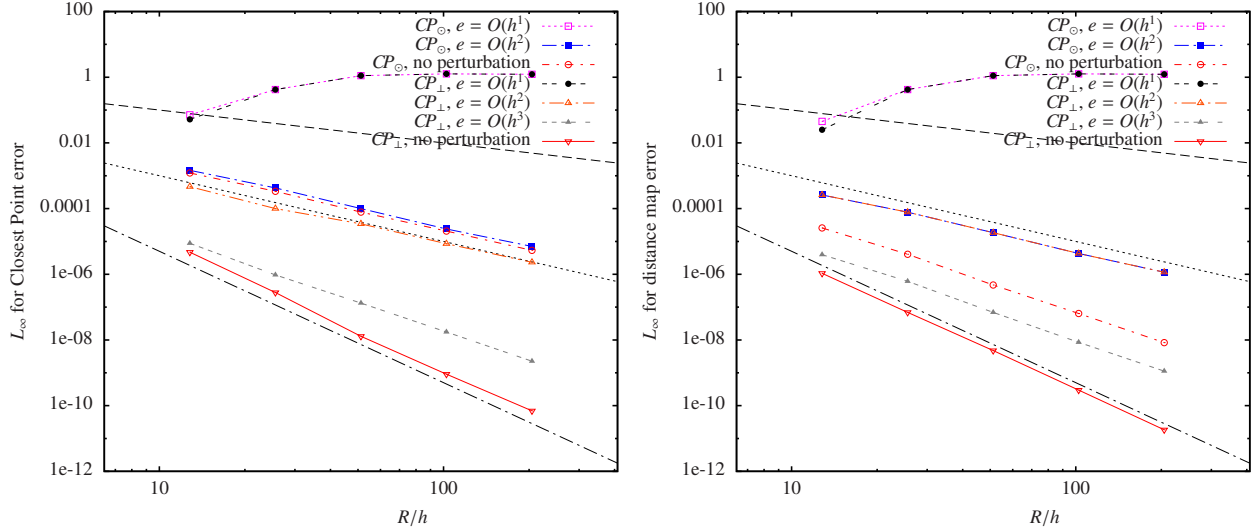 100
1
0.01
0.0001
1e-06
1e-08
1e-10
1e-12
10
100
R/h
L∞ for Closest Point error
CP⊙, e = O(h¹)
CP⊙, e = O(h²)
CP⊙, no perturbation
CP⊥, e = O(h¹)
CP⊥, e = O(h²)
CP⊥, e = O(h³)
CP⊥, no perturbation
100
1
0.01
0.0001
1e-06
1e-08
1e-10
1e-12
10
100
R/h
L∞ for distance map error
CP⊙, e = O(h¹)
CP⊙, e = O(h²)
CP⊙, no perturbation
CP⊥, e = O(h¹)
CP⊥, e = O(h²)
CP⊥, e = O(h³)
CP⊥, no perturbation